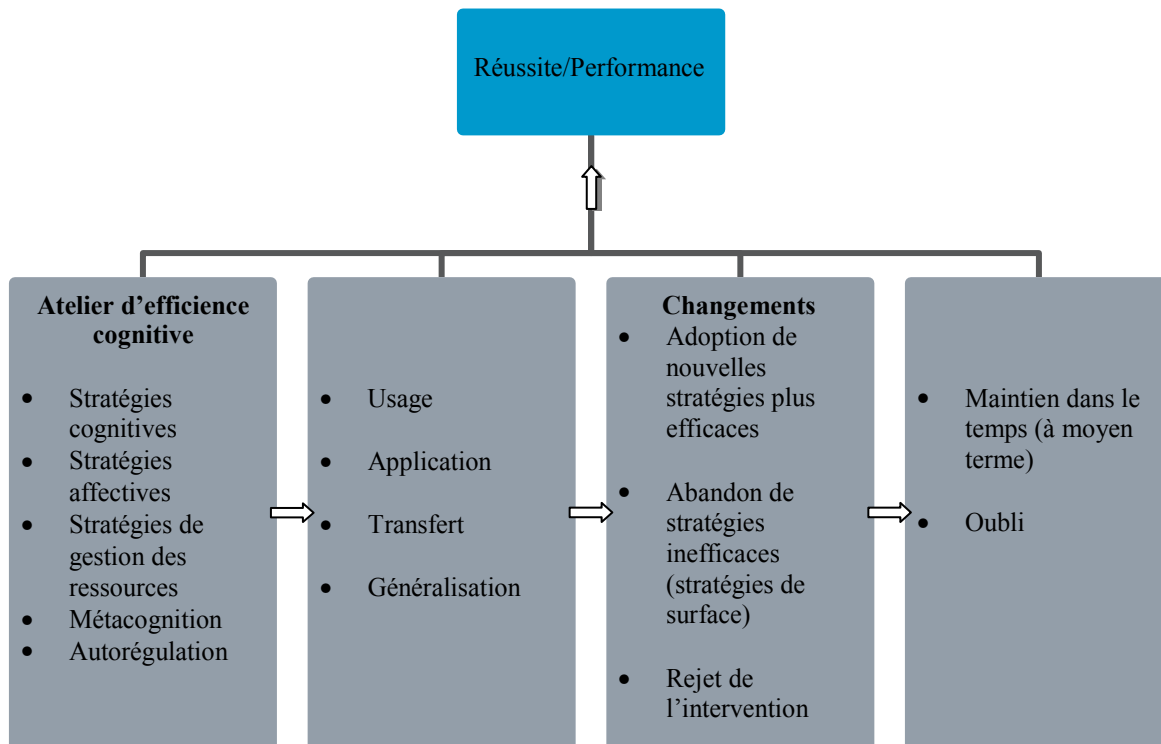 Réussite/Performance
Atelier d’efficience
cognitive
• Stratégies
cognitives
• Stratégies
affectives
• Stratégies de
gestion des
ressources
• Métacognition
• Autorégulation
• Usage
• Application
• Transfert
• Généralisation
Changements
• Adoption de
nouvelles
stratégies plus
efficaces
• Abandon de
stratégies
inefficaces
(stratégies de
surface)
• Rejet de
l’intervention
• Maintien dans le
temps (à moyen
terme)
• Oubli